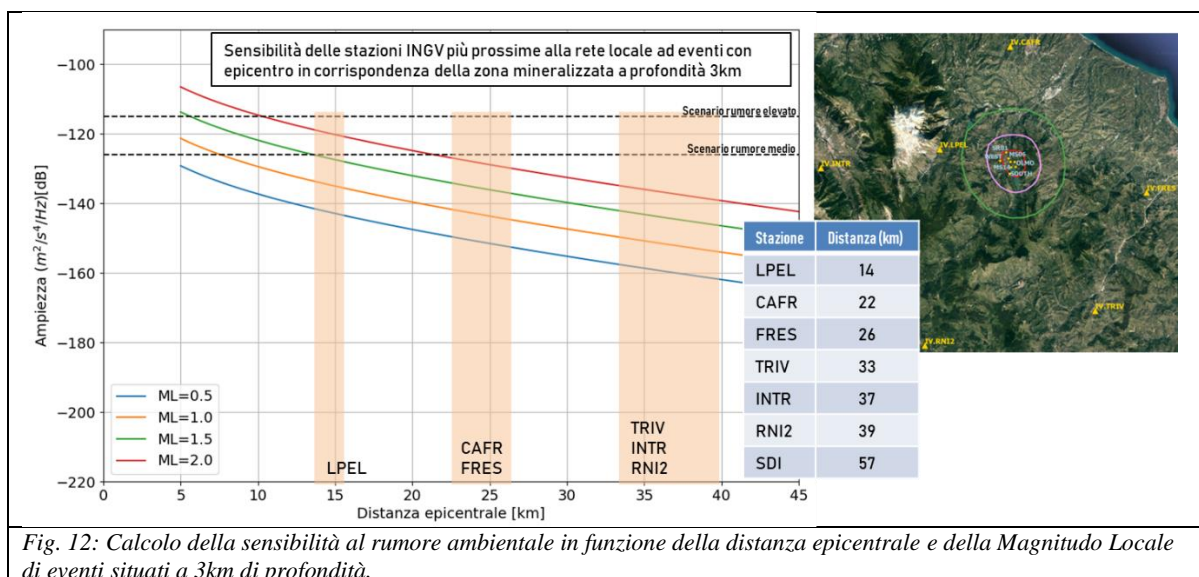 Sensibilità delle stazioni INGV più prossime alla rete locale ad eventi con
epicentro in corrispondenza della zona mineralizzata a profondità 3km
Scenario rumore elevato
Scenario rumore medio
Ampiezza (m²/s⁴/Hz)[dB]
−100
−120
−140
−160
−180
−200
−220
ML=0.5
ML=1.0
ML=1.5
ML=2.0
LPEL
CAFR
FRES
TRIV
INTR
RNI2
0 5 10 15 20 25 30 35 40 45
Distanza epicentrale [km]
IV.CAFR
IV.LPEL
IV.INTR
IV.FRES
IV.TRIV
IV.RNI2
SOUTH
Stazione Distanza (km)
LPEL 14
CAFR 22
FRES 26
TRIV 33
INTR 37
RNI2 39
SDI 57
Fig. 12: Calcolo della sensibilità al rumore ambientale in funzione della distanza epicentrale e della Magnitudo Locale
di eventi situati a 3km di profondità.